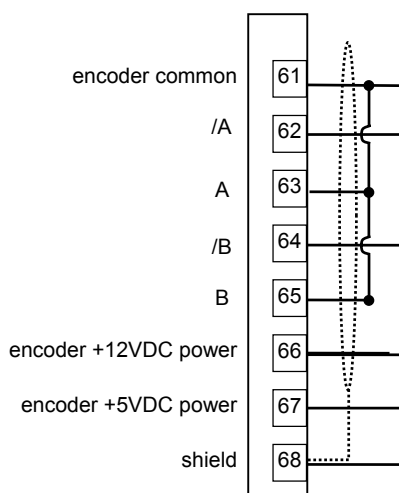 encoder common 61
/A 62
A 63
/B 64
B 65
encoder +12VDC power 66
encoder +5VDC power 67
shield 68